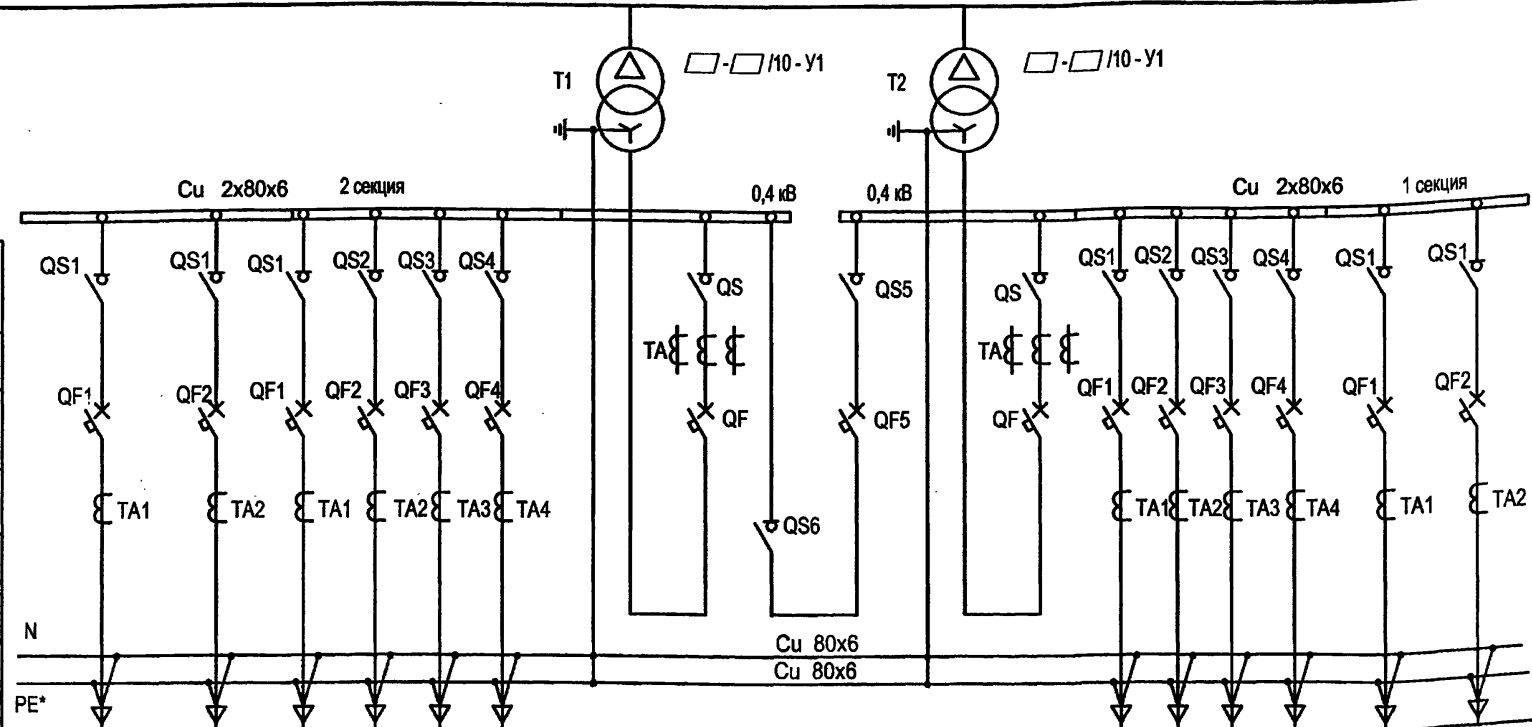 T1
▱-▱/10 - У1
T2
▱-▱/10 - У1
Cu 2x80x6
2 секция
0,4 кВ
0,4 кВ
Cu 2x80x6
1 секция
QS1
QS1
QS1
QS2
QS3
QS4
QS
QS5
QS
QS1
QS2
QS3
QS4
QS1
QS1
TA
TA
QF1
QF2
QF1
QF2
QF3
QF4
QF
QF5
QF
QF1
QF2
QF3
QF4
QF1
QF2
TA1
TA2
TA1
TA2
TA3
TA4
QS6
TA1
TA2
TA3
TA4
TA1
TA2
N
Cu 80x6
Cu 80x6
PE*